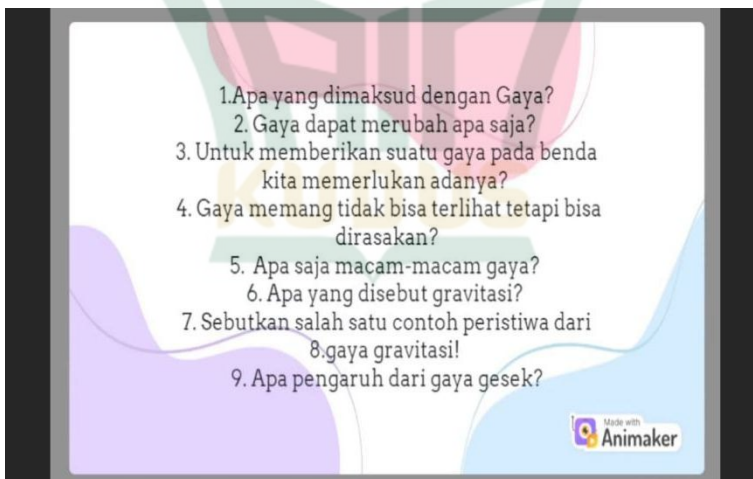 1.Apa yang dimaksud dengan Gaya?
2. Gaya dapat merubah apa saja?
3. Untuk memberikan suatu gaya pada benda
kita memerlukan adanya?
4. Gaya memang tidak bisa terlihat tetapi bisa
dirasakan?
5. Apa saja macam-macam gaya?
6. Apa yang disebut gravitasi?
7. Sebutkan salah satu contoh peristiwa dari
8.gaya gravitasi!
9. Apa pengaruh dari gaya gesek?
KUDUS
Made with
Animaker